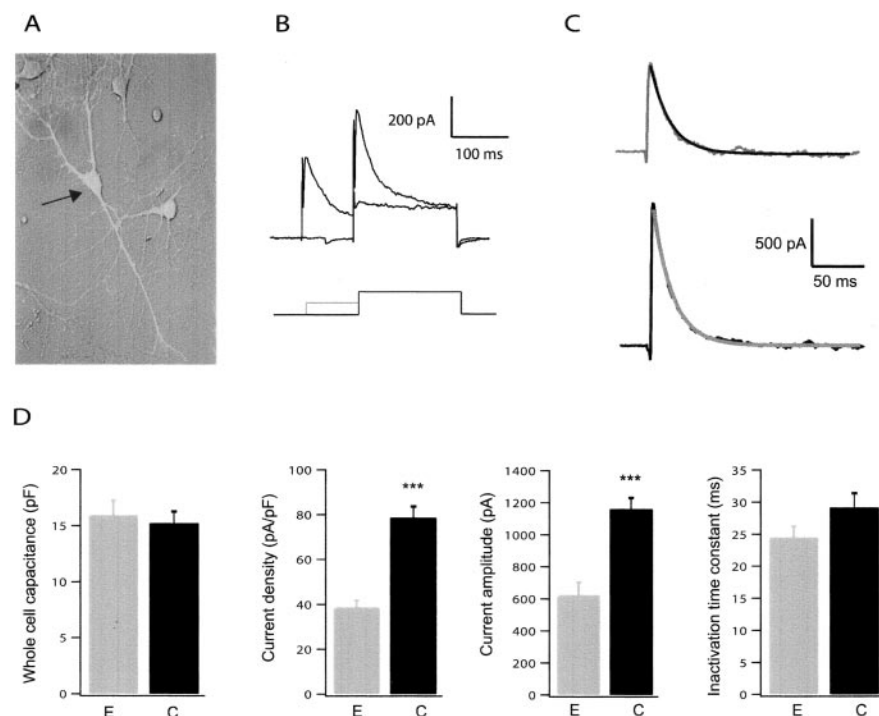 A
B
C
200 pA
100 ms
500 pA
50 ms
D
Whole cell capacitance (pF)
20
15
10
5
0
E C
Current density (pA/pF)
100
80
60
40
20
0
***
E C
Current amplitude (pA)
1400
1200
1000
800
600
400
200
0
***
E C
Inactivation time constant (ms)
35
30
25
20
15
10
5
0
E C